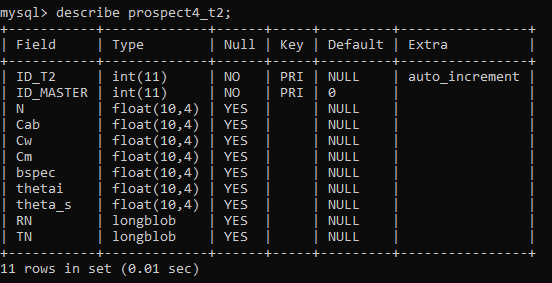 mysql> describe prospect4_t2;
+-----------+-------------+------+-----+---------+----------------+
| Field     | Type        | Null | Key | Default | Extra          |
+-----------+-------------+------+-----+---------+----------------+
| ID_T2     | int(11)     | NO   | PRI | NULL    | auto_increment |
| ID_MASTER | int(11)     | NO   | PRI | 0       |                |
| N         | float(10,4) | YES  |     | NULL    |                |
| Cab       | float(10,4) | YES  |     | NULL    |                |
| Cw        | float(10,4) | YES  |     | NULL    |                |
| Cm        | float(10,4) | YES  |     | NULL    |                |
| bspec     | float(10,4) | YES  |     | NULL    |                |
| thetai    | float(10,4) | YES  |     | NULL    |                |
| theta_s   | float(10,4) | YES  |     | NULL    |                |
| RN        | longblob    | YES  |     | NULL    |                |
| TN        | longblob    | YES  |     | NULL    |                |
+-----------+-------------+------+-----+---------+----------------+
11 rows in set (0.01 sec)